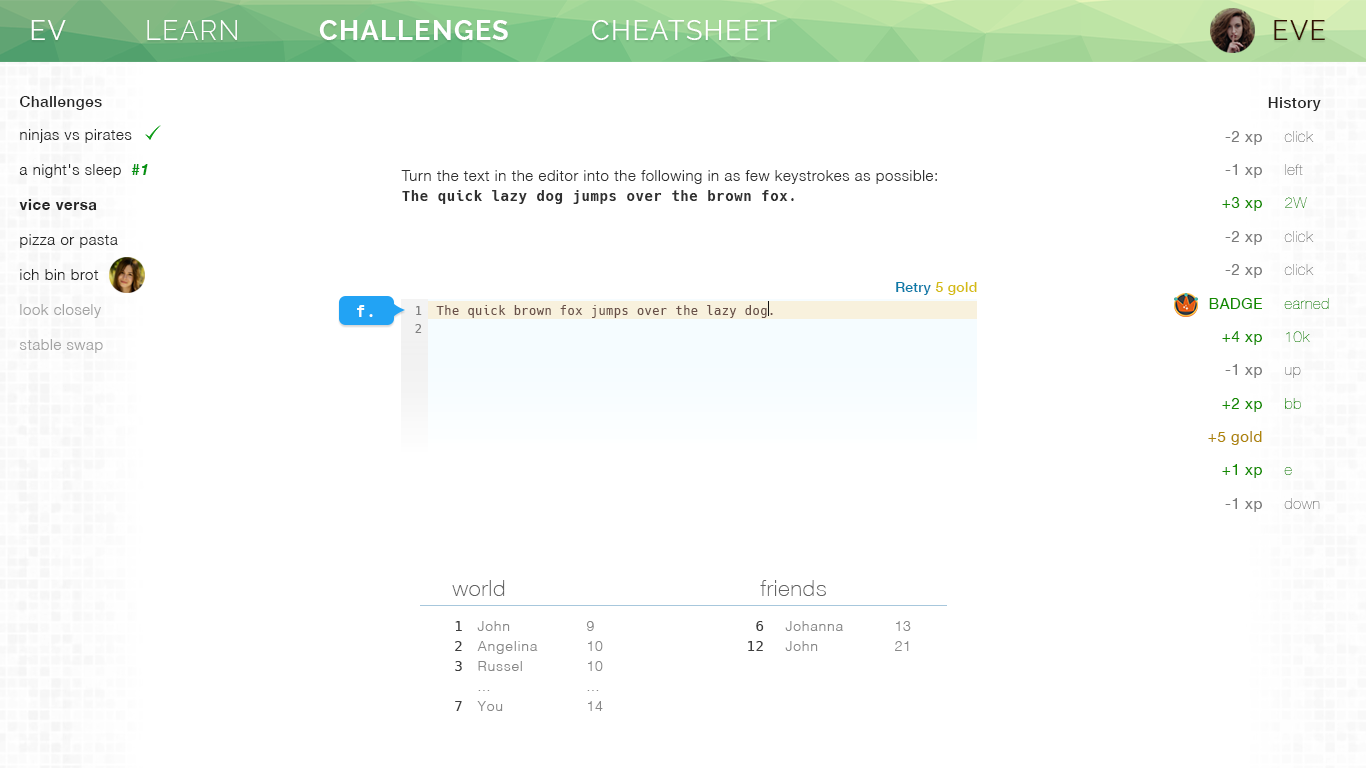 EV LEARN CHALLENGES CHEATSHEET EVE
Challenges
ninjas vs pirates
a night's sleep #1
vice versa
pizza or pasta
ich bin brot
look closely
stable swap
Turn the text in the editor into the following in as few keystrokes as possible:
The quick lazy dog jumps over the brown fox.
Retry 5 gold
f.
1 The quick brown fox jumps over the lazy dog.
2
world friends
1 John 9 6 Johanna 13
2 Angelina 10 12 John 21
3 Russel 10
... ...
7 You 14
History
-2 xp click
-1 xp left
+3 xp 2W
-2 xp click
-2 xp click
BADGE earned
+4 xp 10k
-1 xp up
+2 xp bb
+5 gold
+1 xp e
-1 xp down